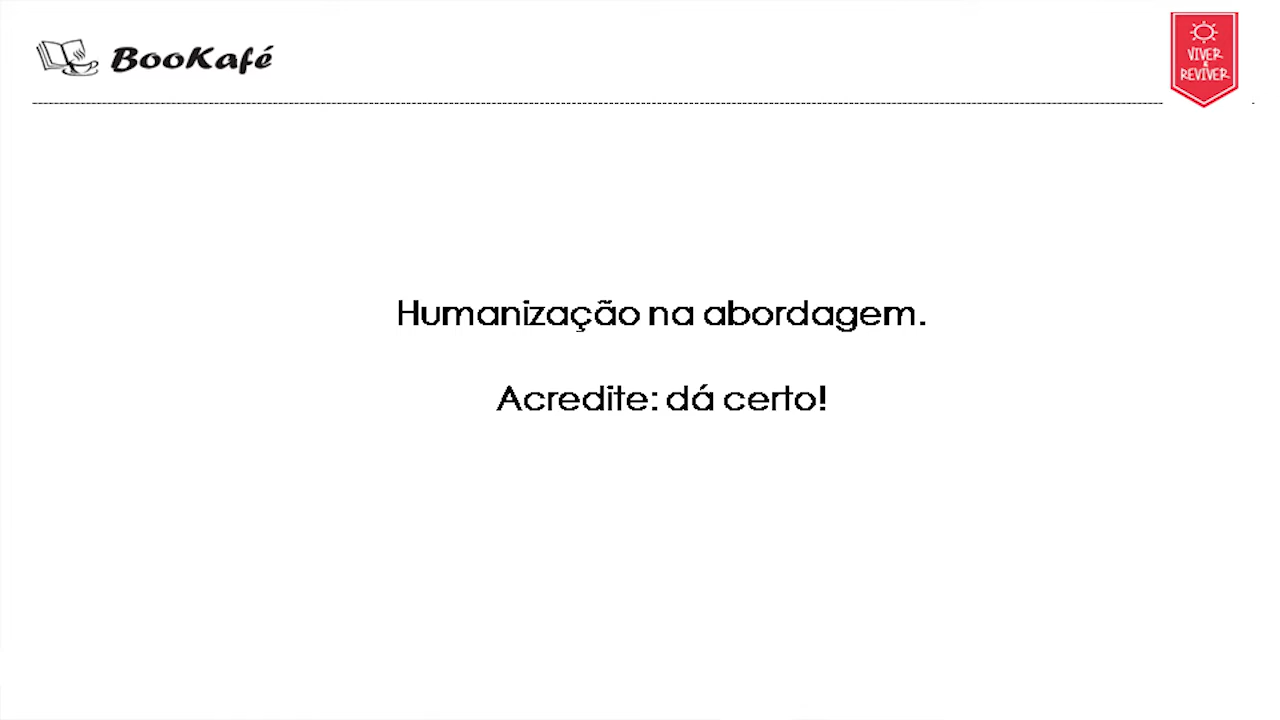 BooKafé
VIVER
E
REVIVER
Humanização na abordagem.
Acredite: dá certo!